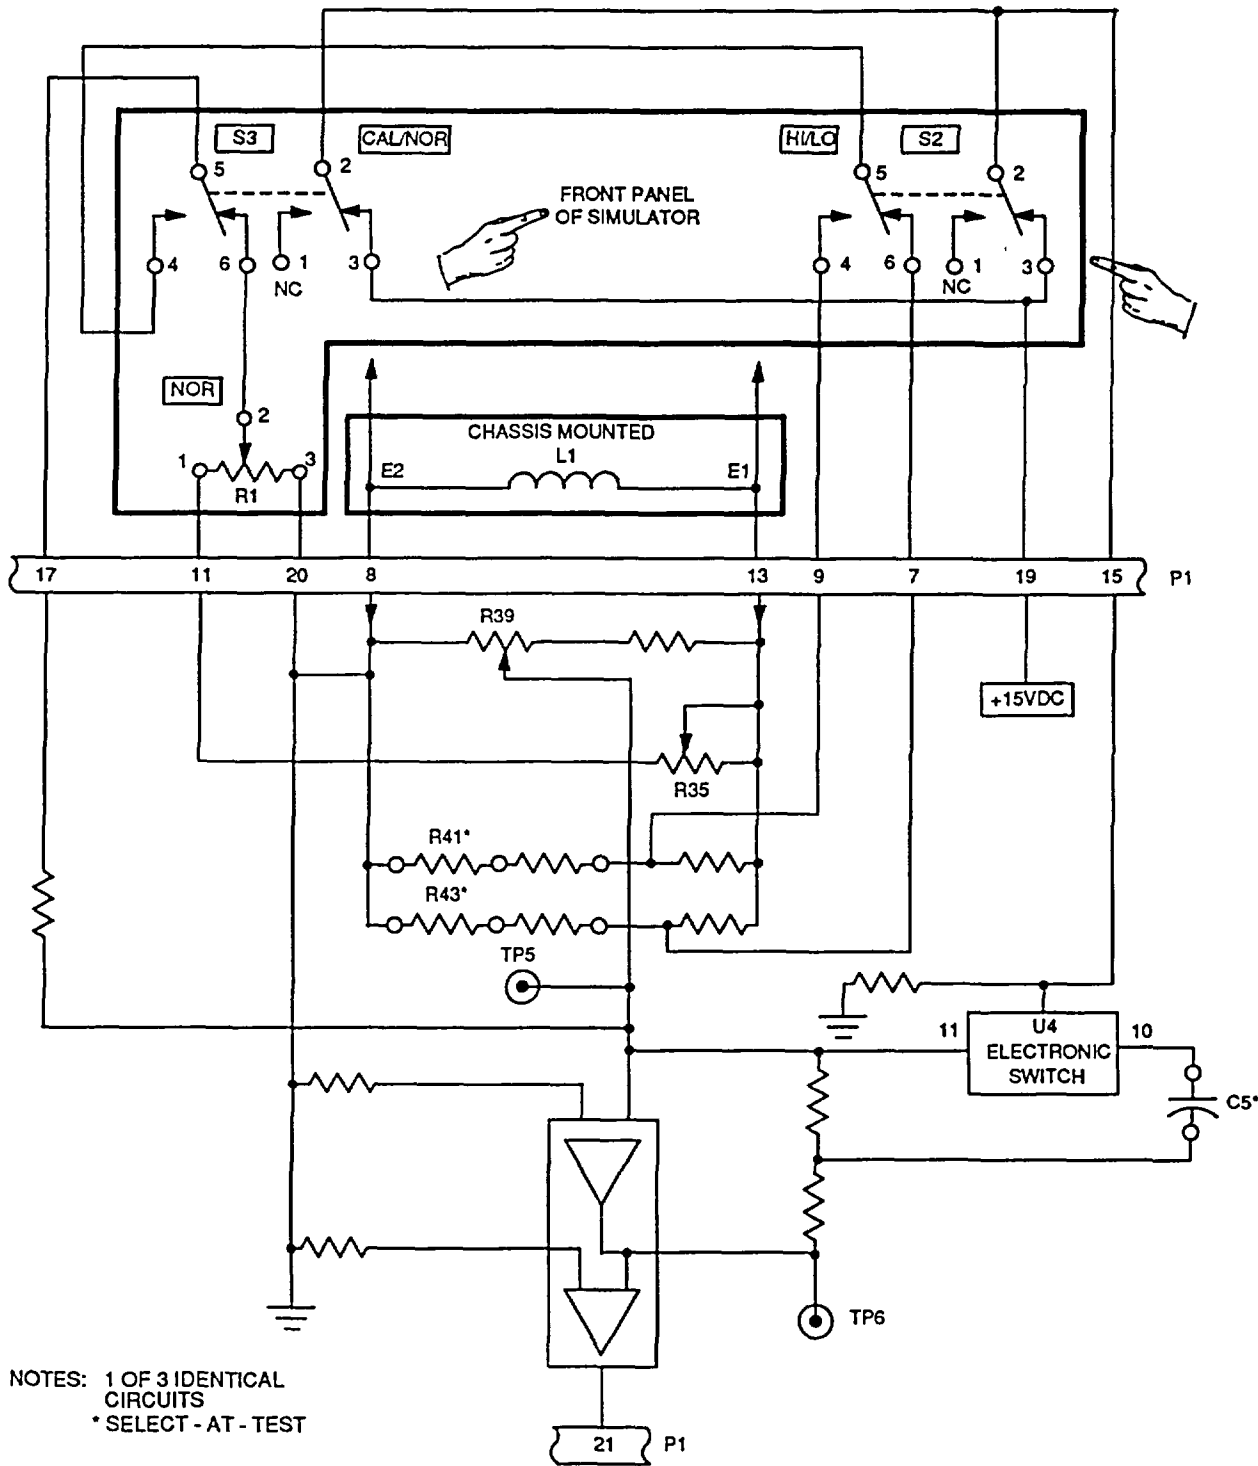 S3
CAL/NOR
HI/LO
S2
5
2
5
2
FRONT PANEL
OF SIMULATOR
4
6
1
3
4
6
1
3
NC
NC
NOR
2
1
3
R1
CHASSIS MOUNTED
L1
E2
E1
17
11
20
8
13
9
7
19
15
P1
R39
+15VDC
R35
R41*
R43*
TP5
11
U4
10
ELECTRONIC
SWITCH
C5*
TP6
NOTES: 1 OF 3 IDENTICAL
CIRCUITS
* SELECT - AT - TEST
21
P1